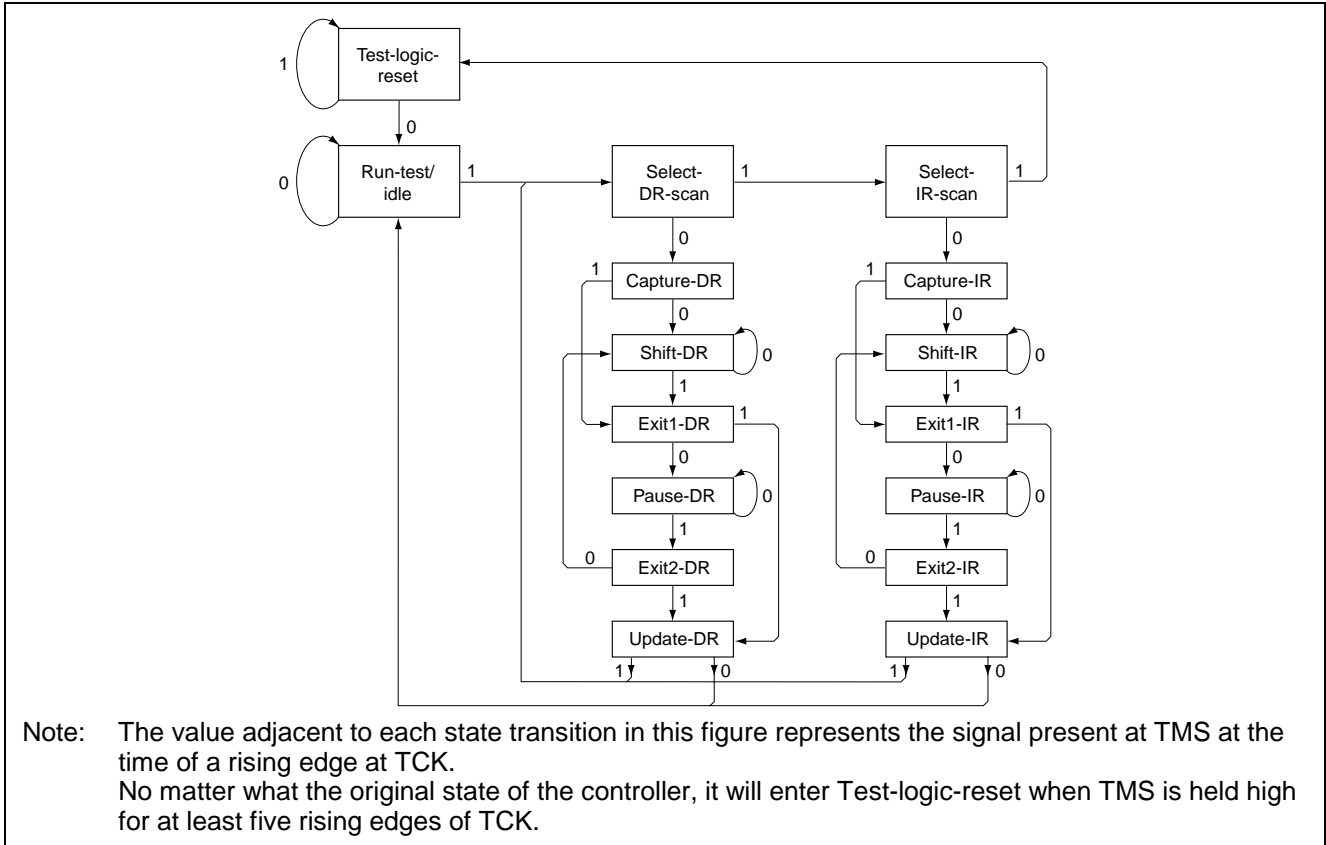 Test-logic-
reset
1
0
Run-test/
idle
0
1
Select-
DR-scan
1
Select-
IR-scan
1
0
0
1
Capture-DR
1
Capture-IR
0
0
Shift-DR
0
Shift-IR
0
1
1
Exit1-DR
1
Exit1-IR
1
0
0
Pause-DR
0
Pause-IR
0
1
1
0
Exit2-DR
0
Exit2-IR
1
1
Update-DR
Update-IR
1
0
1
0
Note: The value adjacent to each state transition in this figure represents the signal present at TMS at the
time of a rising edge at TCK.
No matter what the original state of the controller, it will enter Test-logic-reset when TMS is held high
for at least five rising edges of TCK.